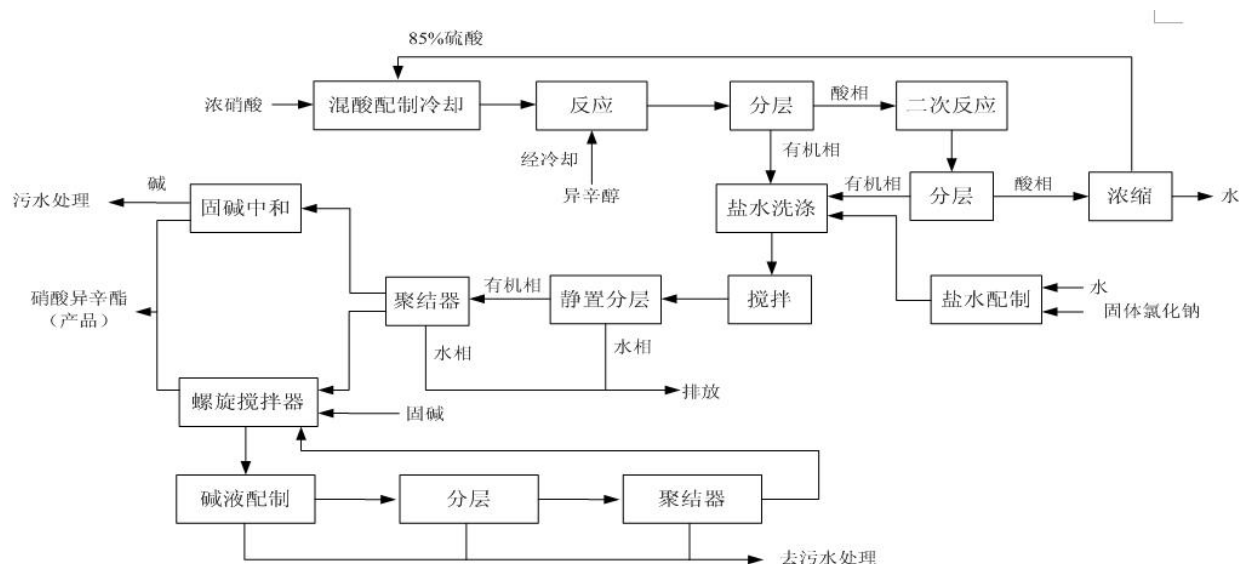 85%硫酸
浓硝酸
混酸配制冷却
反应
分层
酸相
二次反应
经冷却
异辛醇
有机相
污水处理
碱
固碱中和
盐水洗涤
有机相
分层
酸相
浓缩
水
硝酸异辛酯
（产品）
聚结器
有机相
静置分层
搅拌
盐水配制
水
固体氯化钠
水相
水相
排放
螺旋搅拌器
固碱
碱液配制
分层
聚结器
去污水处理